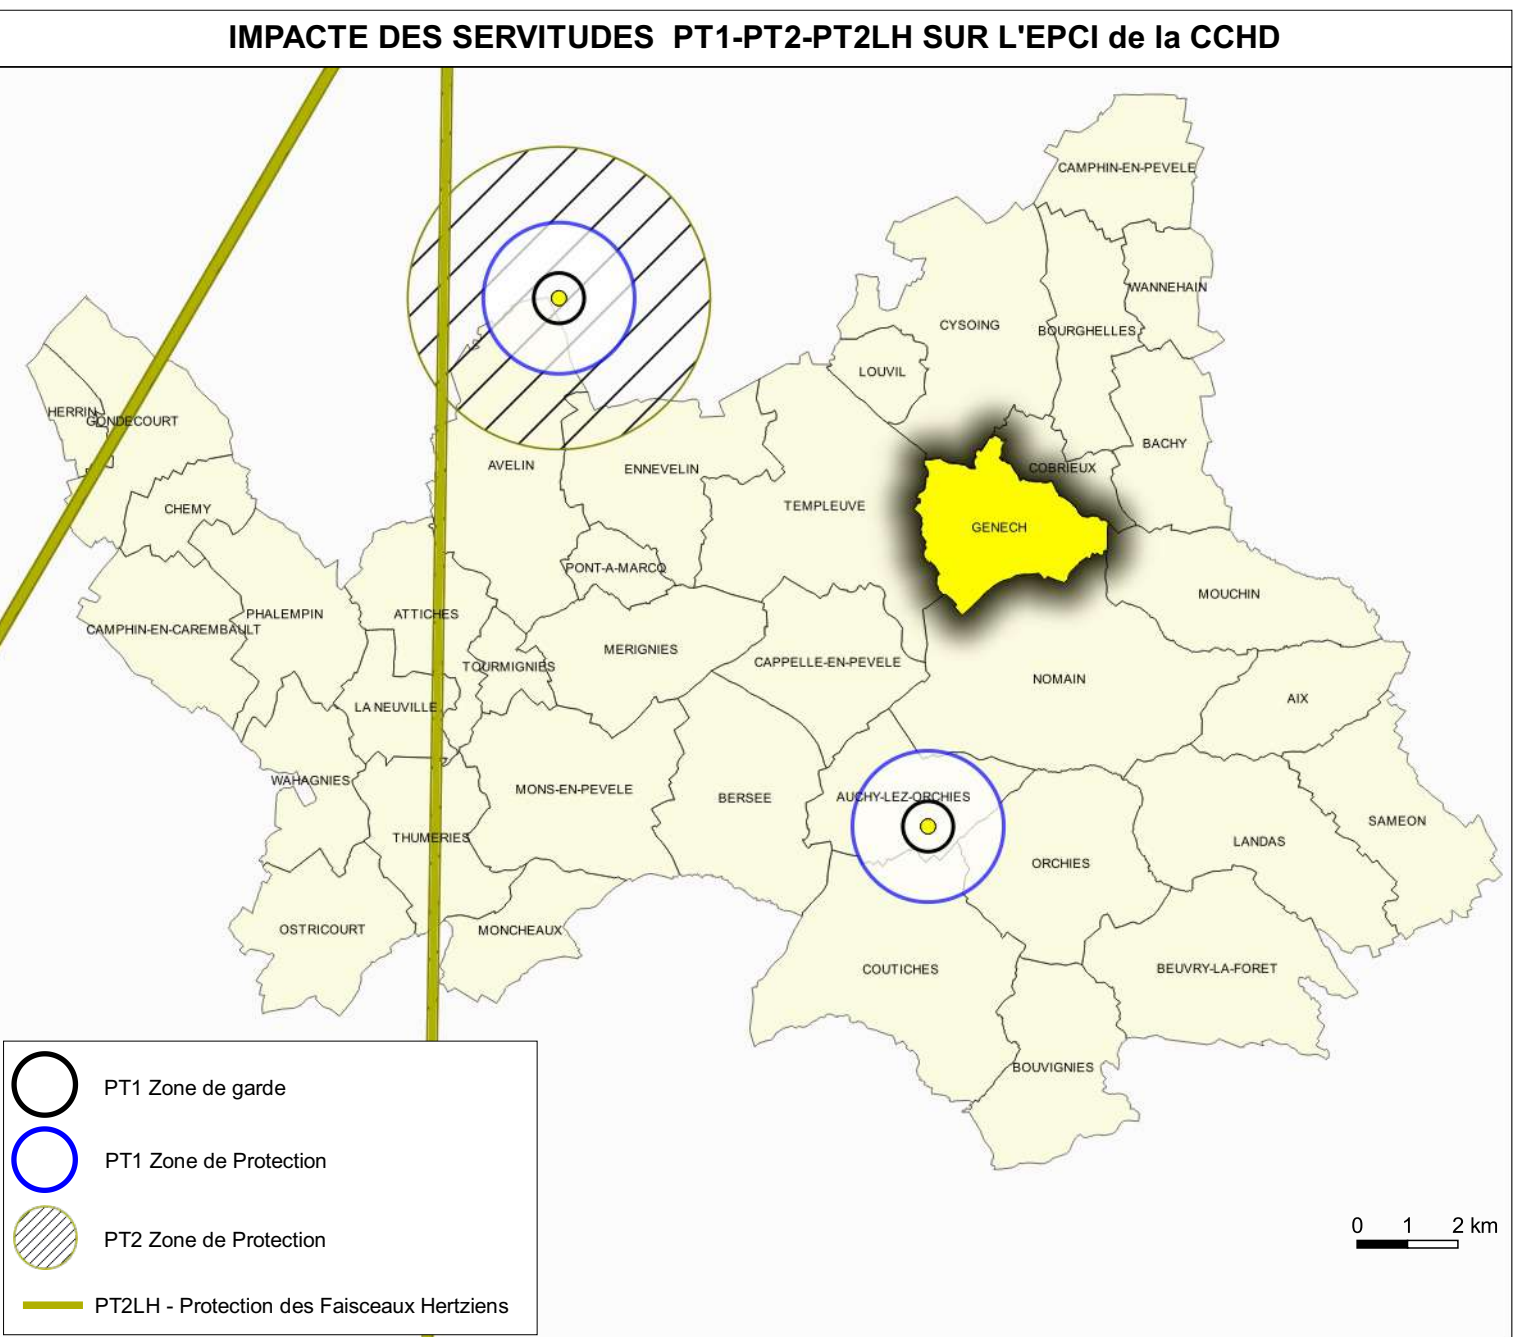 IMPACTE DES SERVITUDES PT1-PT2-PT2LH SUR L'EPCI de la CCHD
CAMPHIN-EN-PEVELE
WANNEHAIN
CYSOING
BOURGHELLES
LOUVIL
HERRIN
GONDECOURT
BACHY
AVELIN
ENNEVELIN
COBRIEUX
CHEMY
TEMPLEUVE
GENECH
PONT-A-MARCQ
MOUCHIN
PHALEMPIN
ATTICHES
CAMPHIN-EN-CAREMBAULT
MERIGNIES
CAPPELLE-EN-PEVELE
TOURMIGNIES
NOMAIN
AIX
LA NEUVILLE
WAHAGNIES
MONS-EN-PEVELE
BERSEE
AUCHY-LEZ-ORCHIES
SAMEON
THUMERIES
LANDAS
ORCHIES
OSTRICOURT
MONCHEAUX
COUTICHES
BEUVRY-LA-FORET
BOUVIGNIES
PT1 Zone de garde
PT1 Zone de Protection
PT2 Zone de Protection
PT2LH - Protection des Faisceaux Hertziens
0 1 2 km